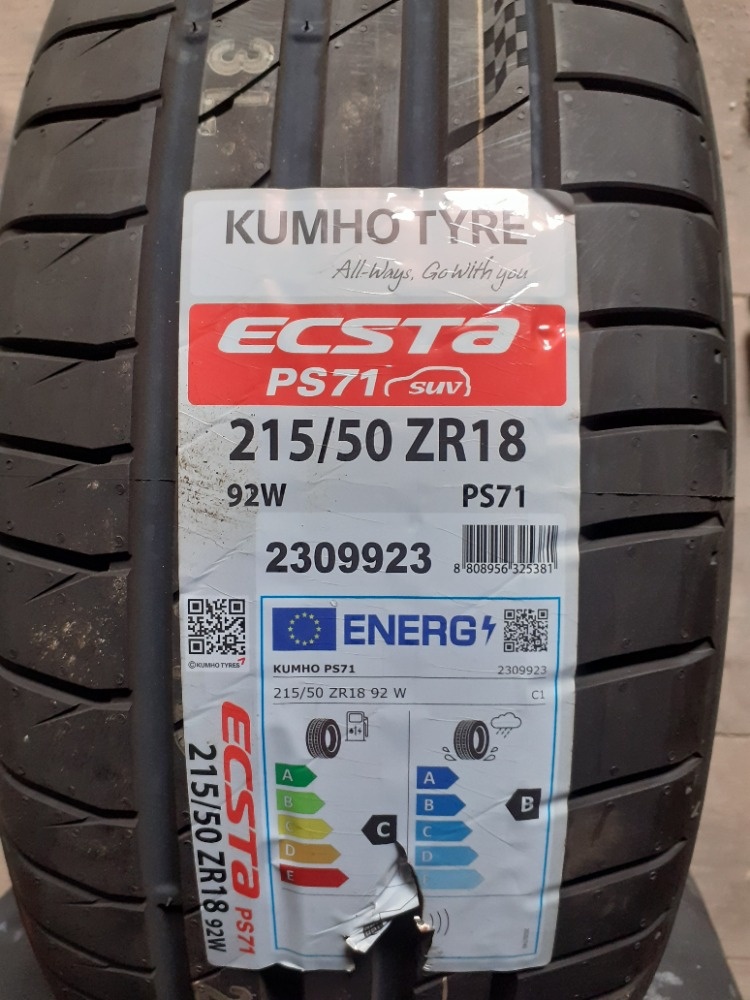 KUMHO TYRE
All-Ways, Go With you
ECSTA
PS71 SUV
215/50 ZR18
92W PS71
2309923
8 808956 325381
ENERG
©KUMHO TYRES
KUMHO PS71 2309923
215/50 ZR18 92 W C1
A A
B B B
C C C
D D
E E
ECSTA PS71
215/50 ZR18 92W